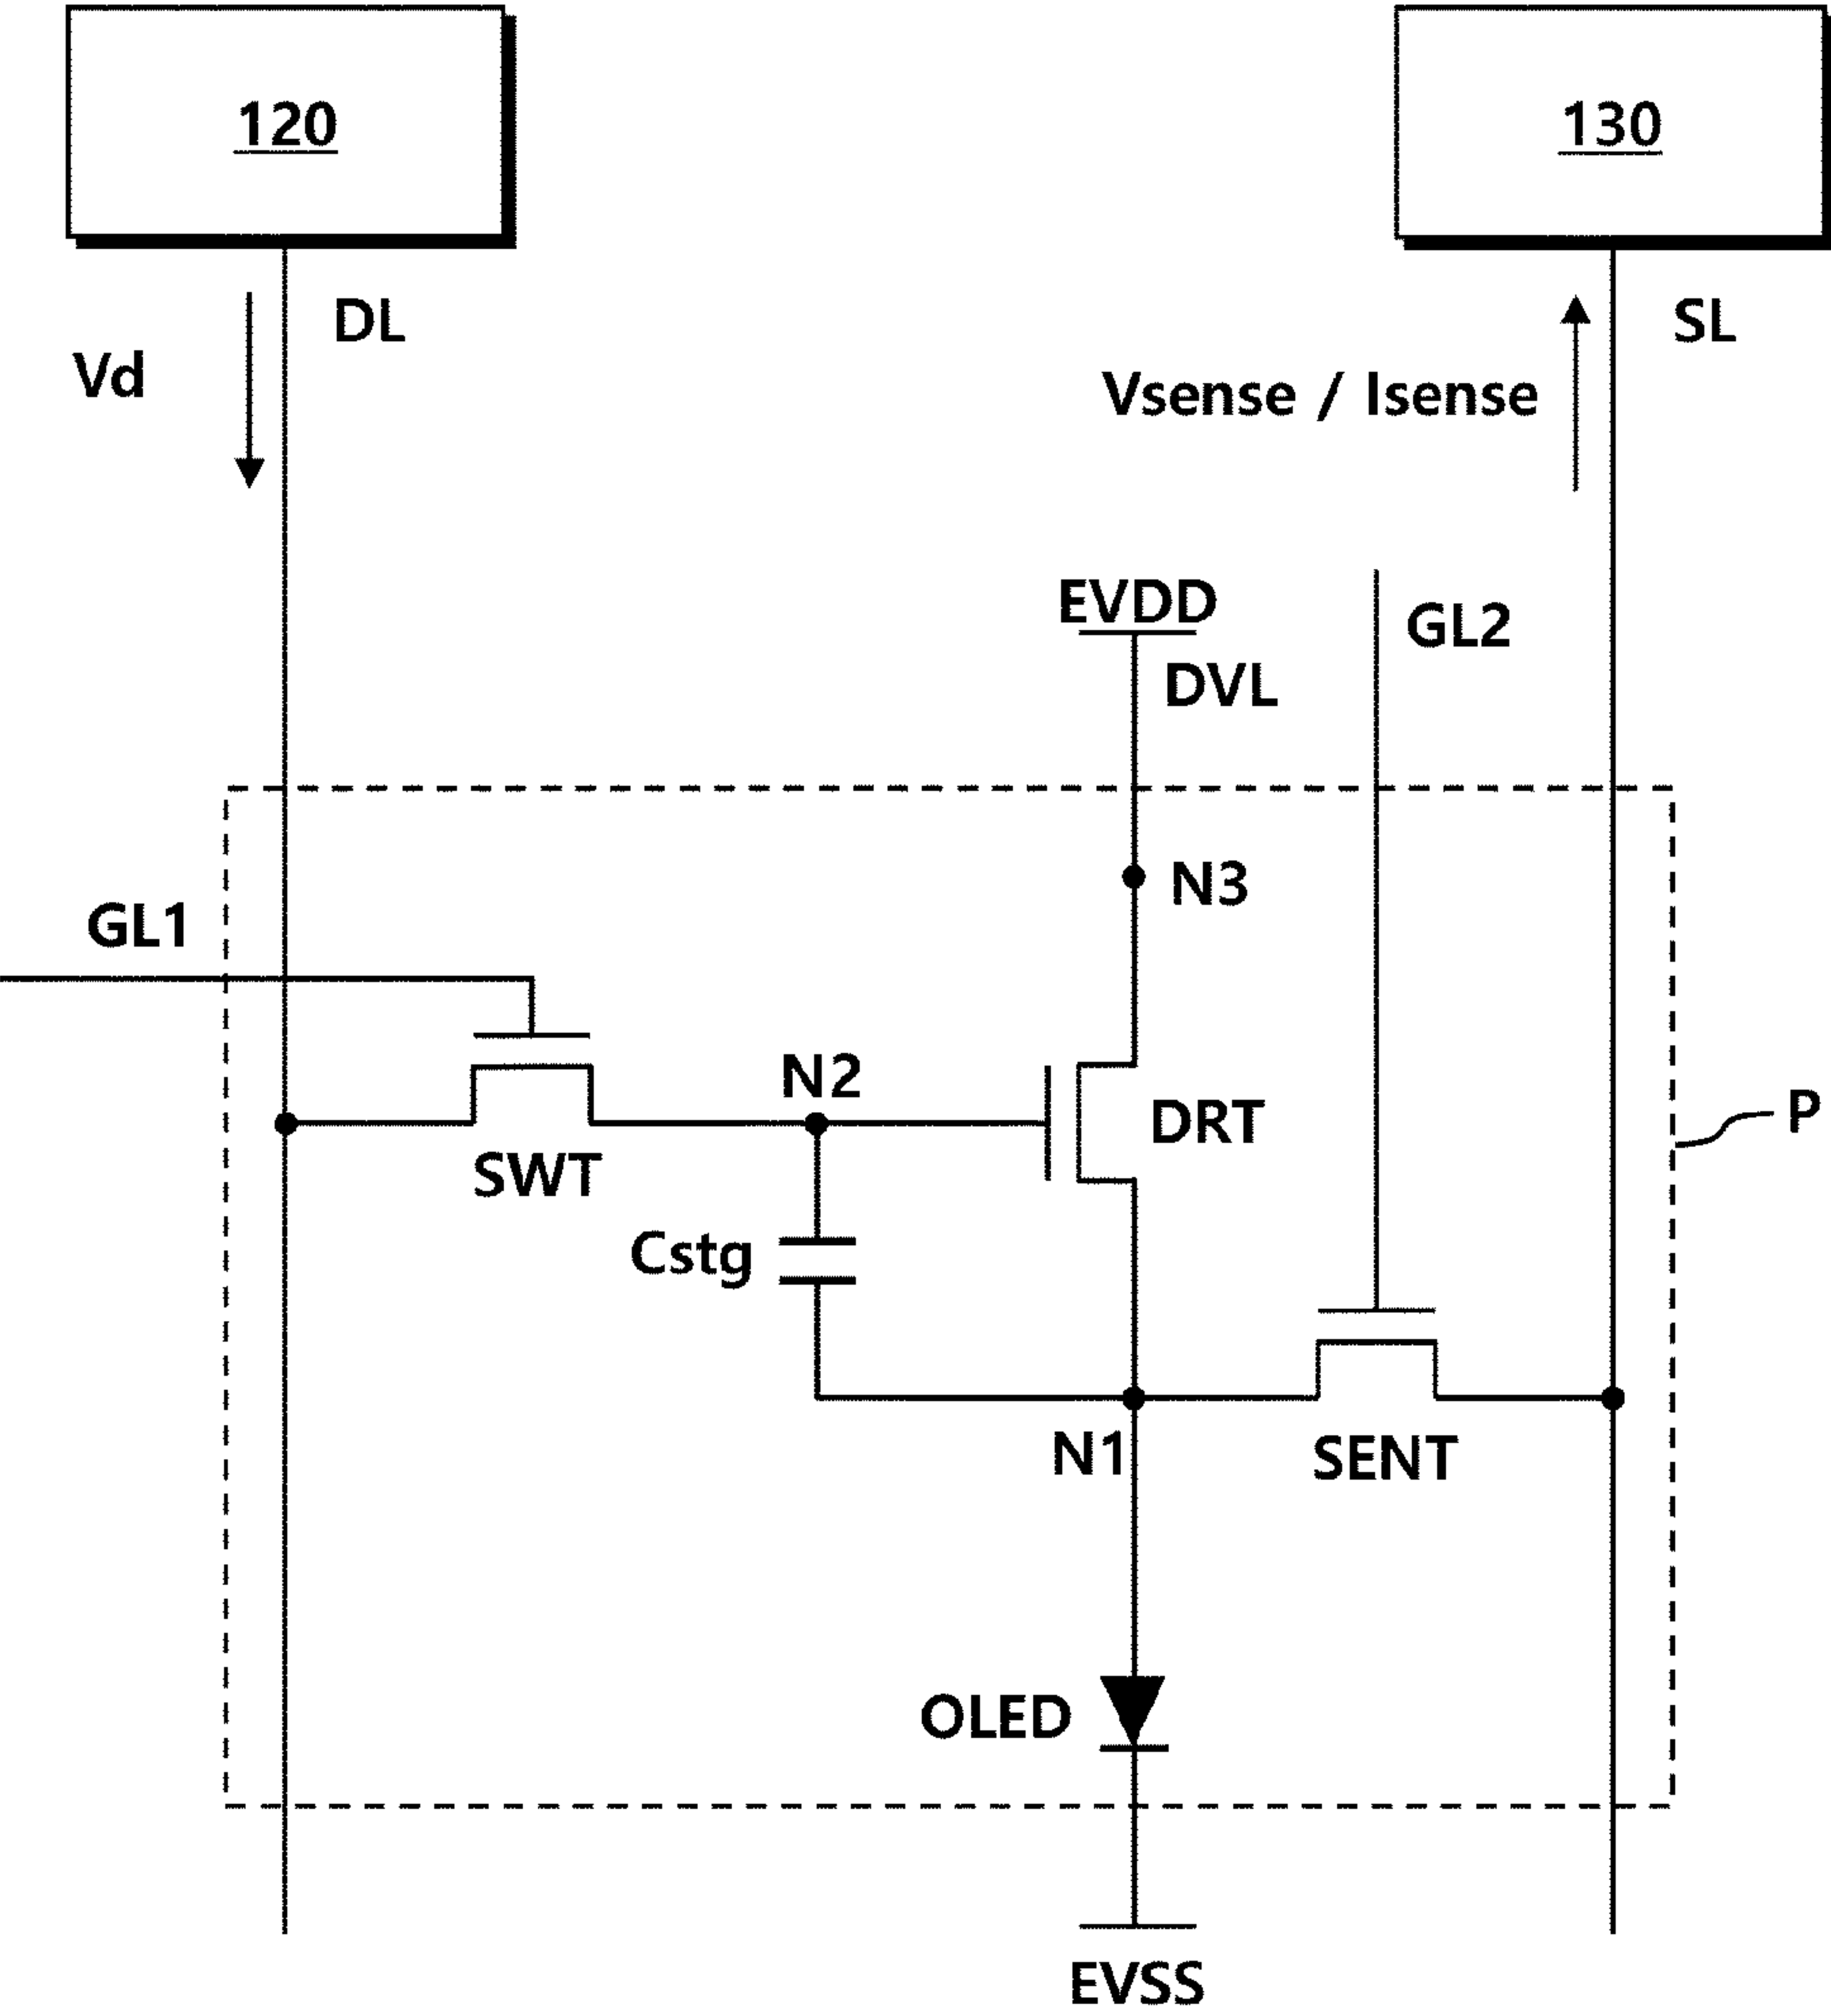 120
130
DL
SL
Vd
Vsense / Isense
EVDD
GL2
DVL
N3
GL1
N2
DRT
P
SWT
Cstg
N1
SENT
OLED
EVSS